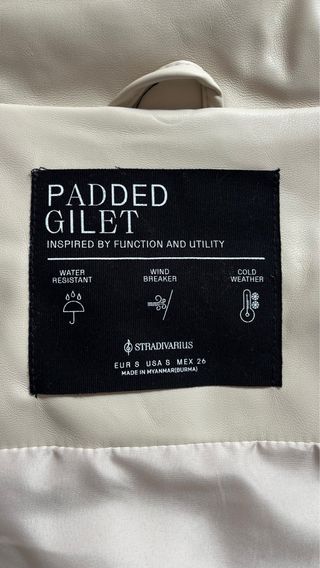 PADDED
GILET
INSPIRED BY FUNCTION AND UTILITY
WATER RESISTANT
WIND BREAKER
COLD WEATHER
STRADIVARIUS
EUR S USA S MEX 26
MADE IN MYANMAR(BURMA)